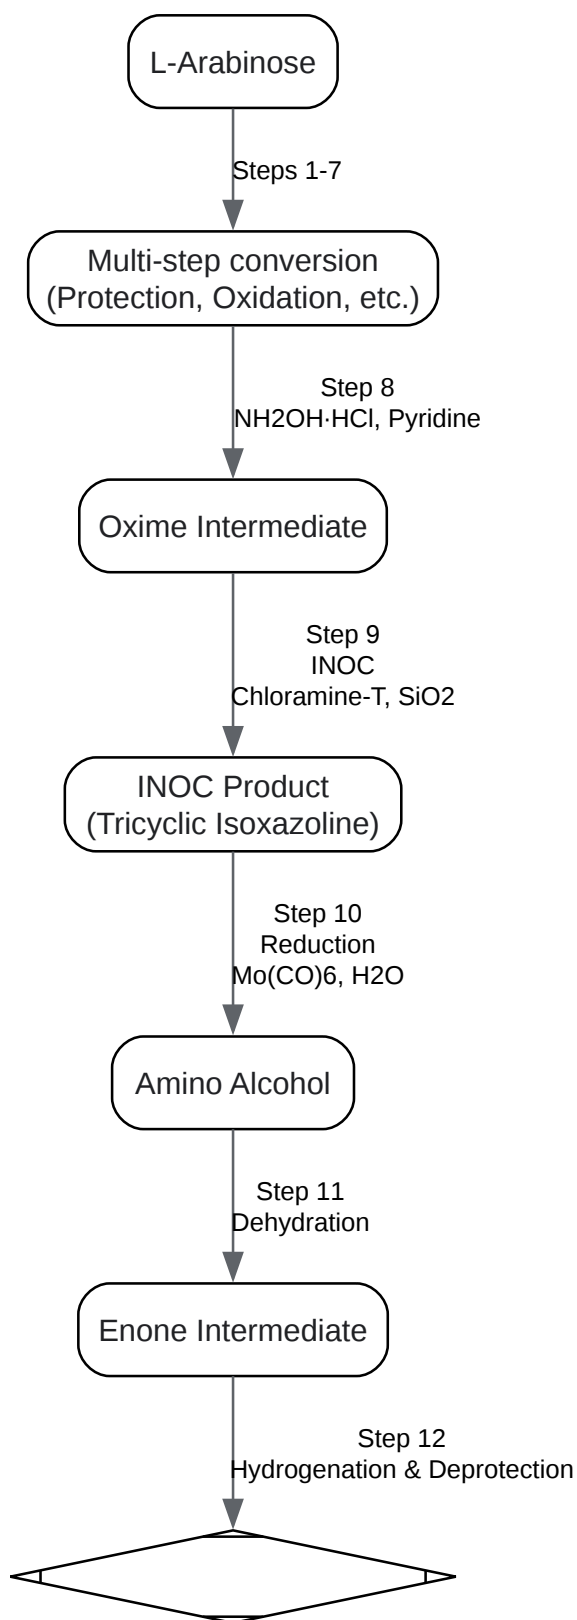 L-Arabinose
Steps 1-7
Multi-step conversion
(Protection, Oxidation, etc.)
Step 8
NH2OH·HCl, Pyridine
Oxime Intermediate
Step 9
INOC
Chloramine-T, SiO2
INOC Product
(Tricyclic Isoxazoline)
Step 10
Reduction
Mo(CO)6, H2O
Amino Alcohol
Step 11
Dehydration
Enone Intermediate
Step 12
Hydrogenation & Deprotection